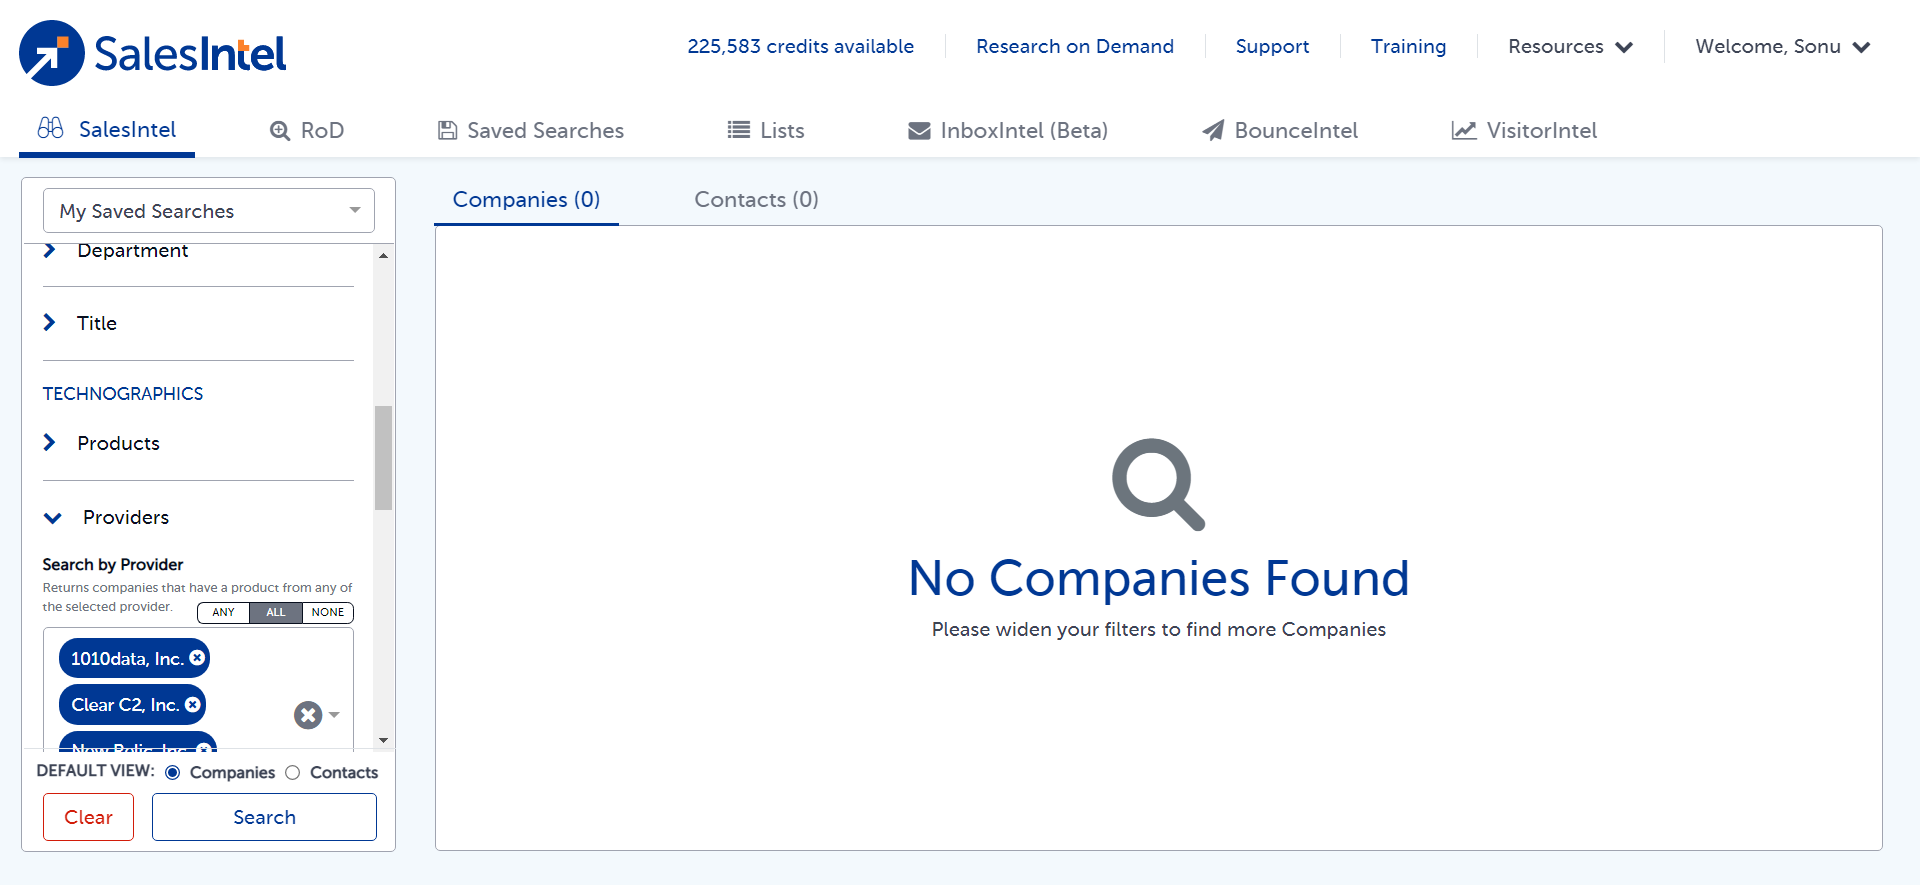 SalesIntel
225,583 credits available
Research on Demand
Support
Training
Resources
Welcome, Sonu
SalesIntel
RoD
Saved Searches
Lists
InboxIntel (Beta)
BounceIntel
VisitorIntel
My Saved Searches
Department
Title
TECHNOGRAPHICS
Products
Providers
Search by Provider
Returns companies that have a product from any of
the selected provider.
ANY
ALL
NONE
1010data, Inc.
Clear C2, Inc.
New Relic, Inc.
DEFAULT VIEW:
Companies
Contacts
Clear
Search
Companies (0)
Contacts (0)
No Companies Found
Please widen your filters to find more Companies